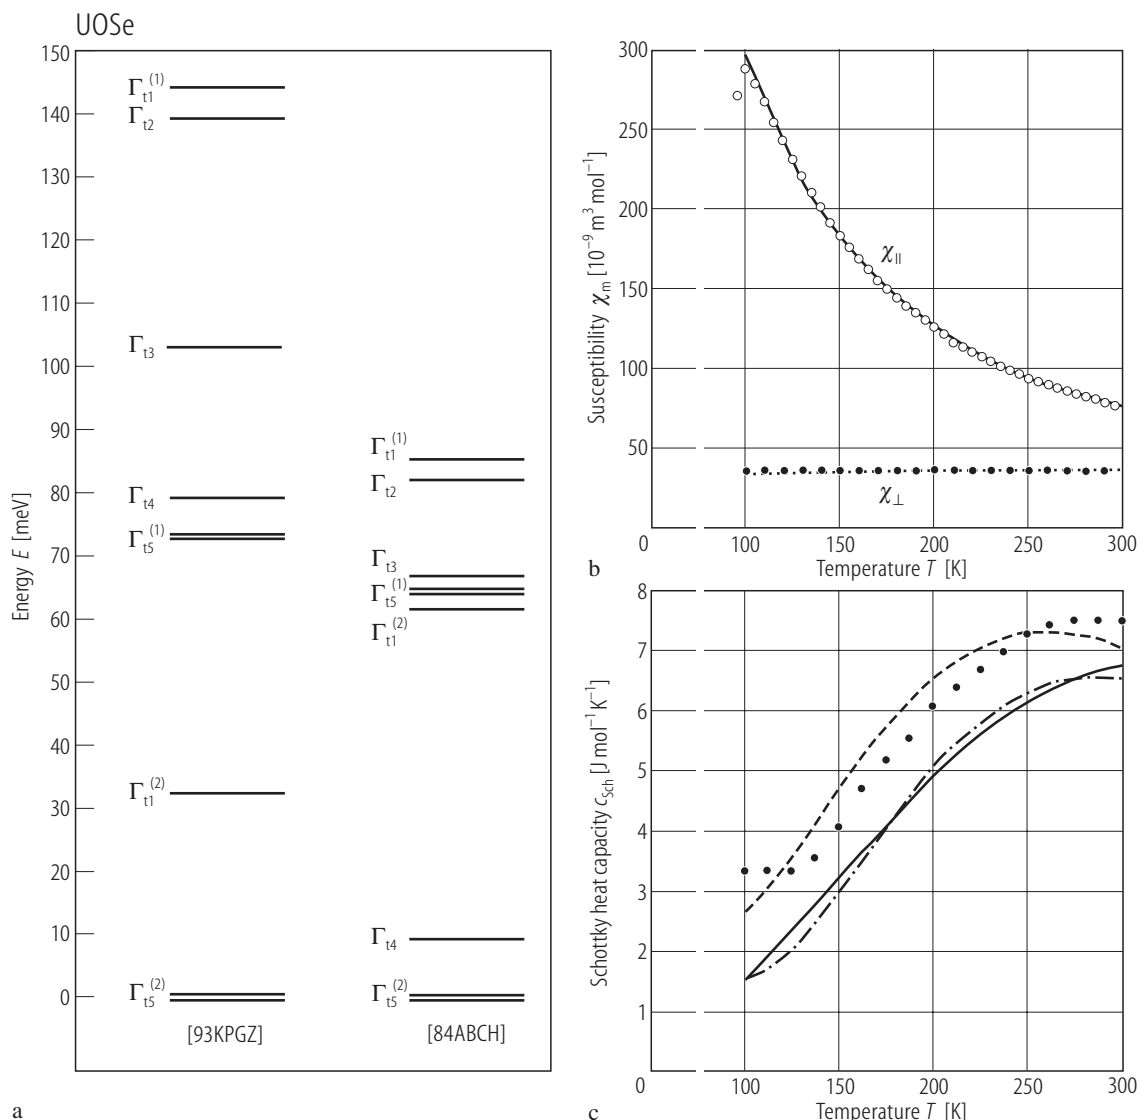 UOSe
150
140
130
120
110
100
90
80
70
60
50
40
30
20
10
0
Energy E [meV]
Γt1(1)
Γt2
Γt3
Γt4
Γt5(1)
Γt1(2)
Γt5(2)
[93KPGZ]
Γt1(1)
Γt2
Γt3
Γt5(1)
Γt1(2)
Γt4
Γt5(2)
[84ABCH]
a
300
250
200
150
100
50
0
Susceptibility χm [10−9 m3 mol−1]
χ||
χ⊥
100 150 200 250 300
Temperature T [K]
b
8
7
6
5
4
3
2
1
0
Schottky heat capacity cSch [J mol−1 K−1]
100 150 200 250 300
Temperature T [K]
c